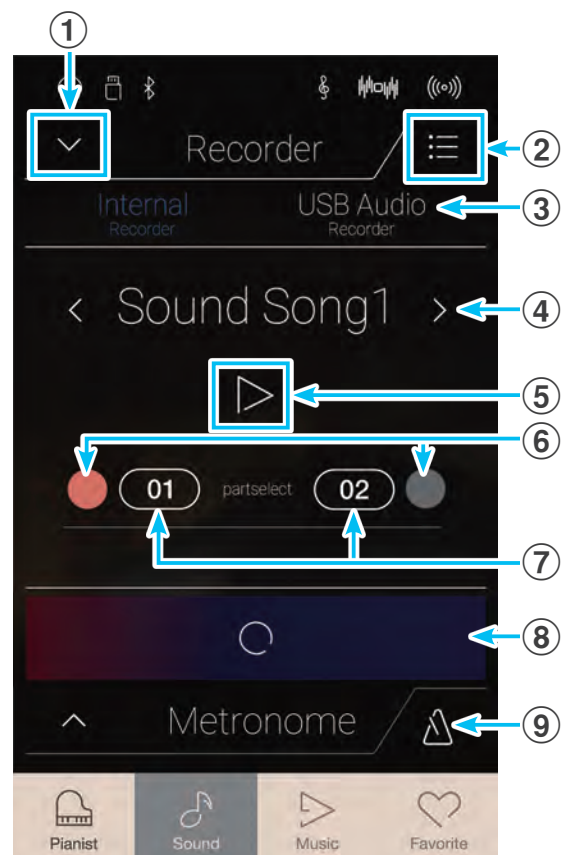 ①
Recorder
②
Internal
Recorder
USB Audio
Recorder
③
Sound Song1
④
⑤
⑥
01
partselect
02
⑦
⑧
Metronome
⑨
Pianist
Sound
Music
Favorite